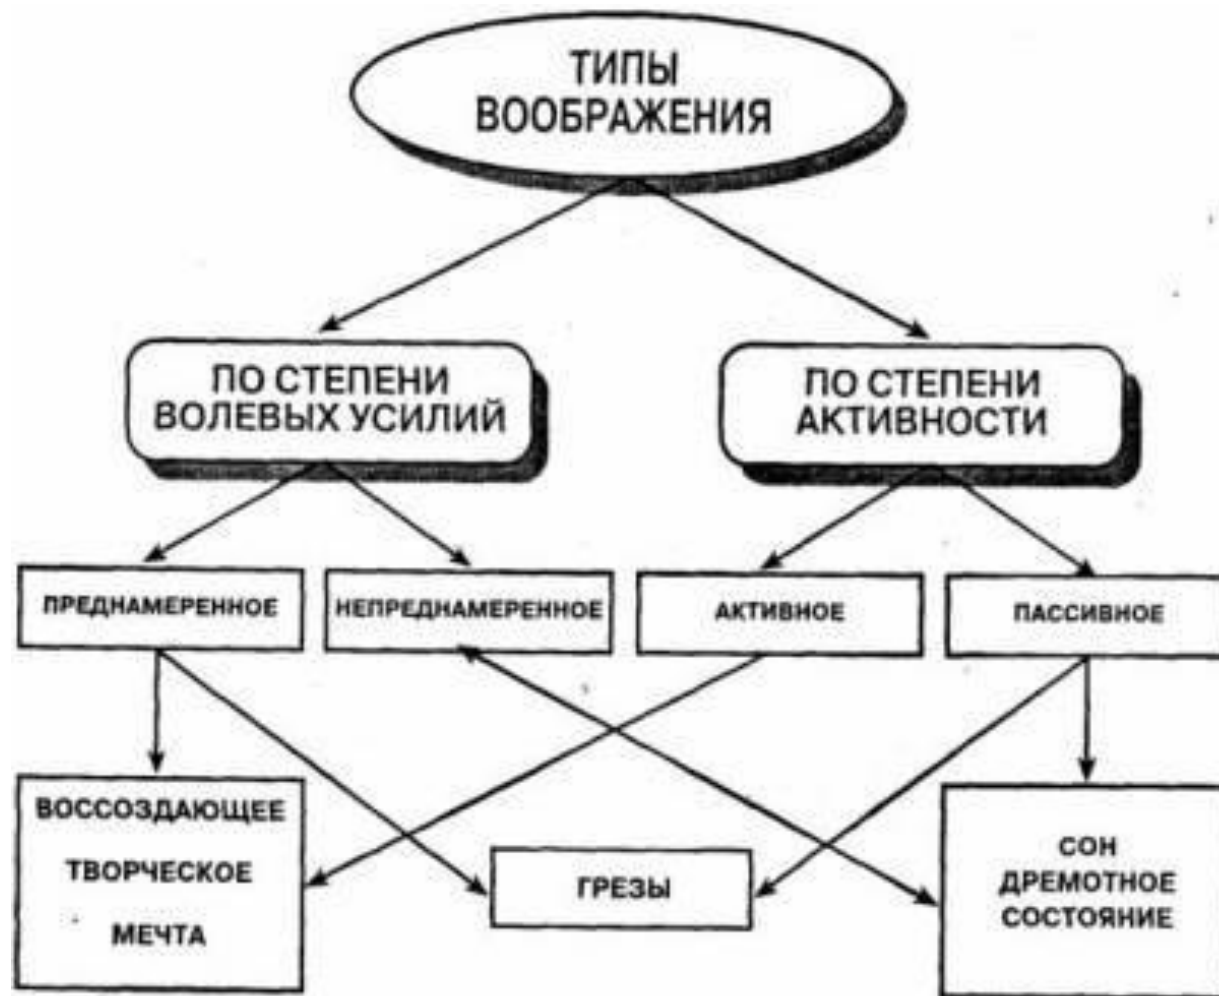 ТИПЫ
ВООБРАЖЕНИЯ
ПО СТЕПЕНИ
ВОЛЕВЫХ УСИЛИЙ
ПО СТЕПЕНИ
АКТИВНОСТИ
ПРЕДНАМЕРЕННОЕ
НЕПРЕДНАМЕРЕННОЕ
АКТИВНОЕ
ПАССИВНОЕ
ВОССОЗДАЮЩЕЕ
ТВОРЧЕСКОЕ
МЕЧТА
ГРЕЗЫ
СОН
ДРЕМОТНОЕ
СОСТОЯНИЕ